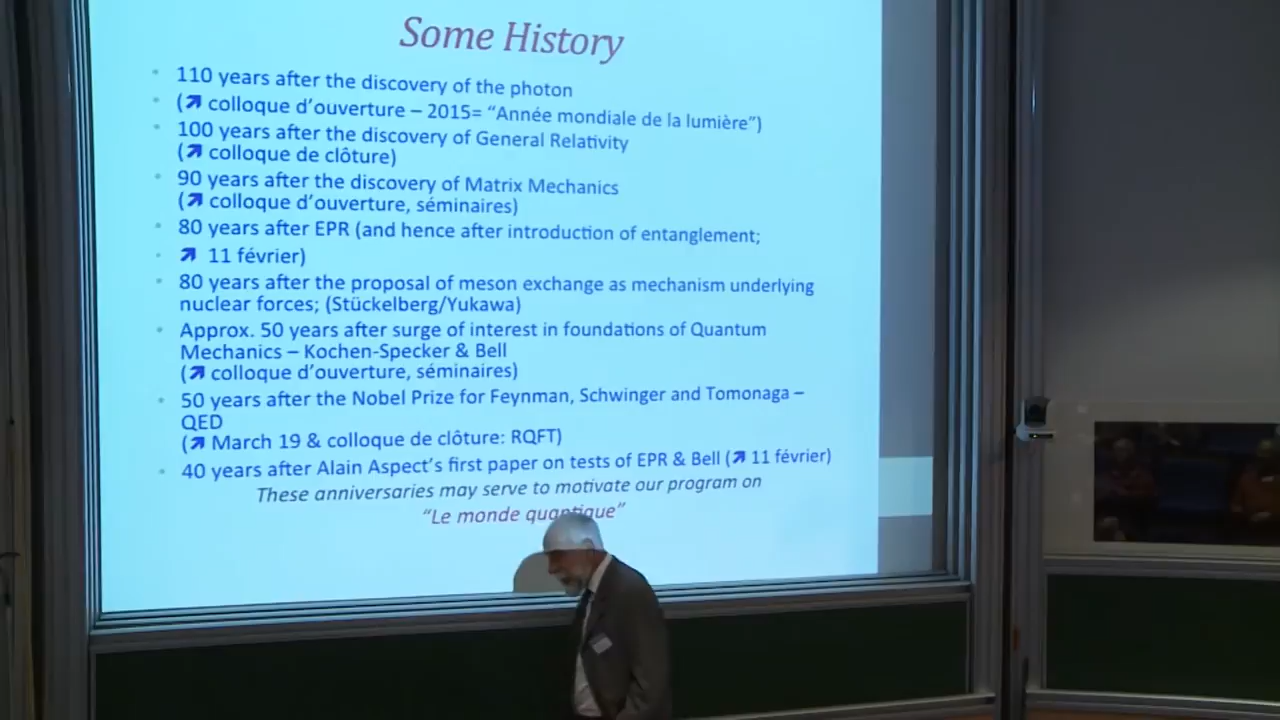 Some History
• 110 years after the discovery of the photon
• (↗ colloque d’ouverture – 2015= “Année mondiale de la lumière”)
• 100 years after the discovery of General Relativity
(↗ colloque de clôture)
• 90 years after the discovery of Matrix Mechanics
(↗ colloque d’ouverture, séminaires)
• 80 years after EPR (and hence after introduction of entanglement;
• ↗ 11 février)
• 80 years after the proposal of meson exchange as mechanism underlying
nuclear forces; (Stückelberg/Yukawa)
• Approx. 50 years after surge of interest in foundations of Quantum
Mechanics – Kochen-Specker & Bell
(↗ colloque d’ouverture, séminaires)
• 50 years after the Nobel Prize for Feynman, Schwinger and Tomonaga –
QED
(↗ March 19 & colloque de clôture: RQFT)
• 40 years after Alain Aspect’s first paper on tests of EPR & Bell (↗ 11 février)
These anniversaries may serve to motivate our program on
“Le monde quantique”